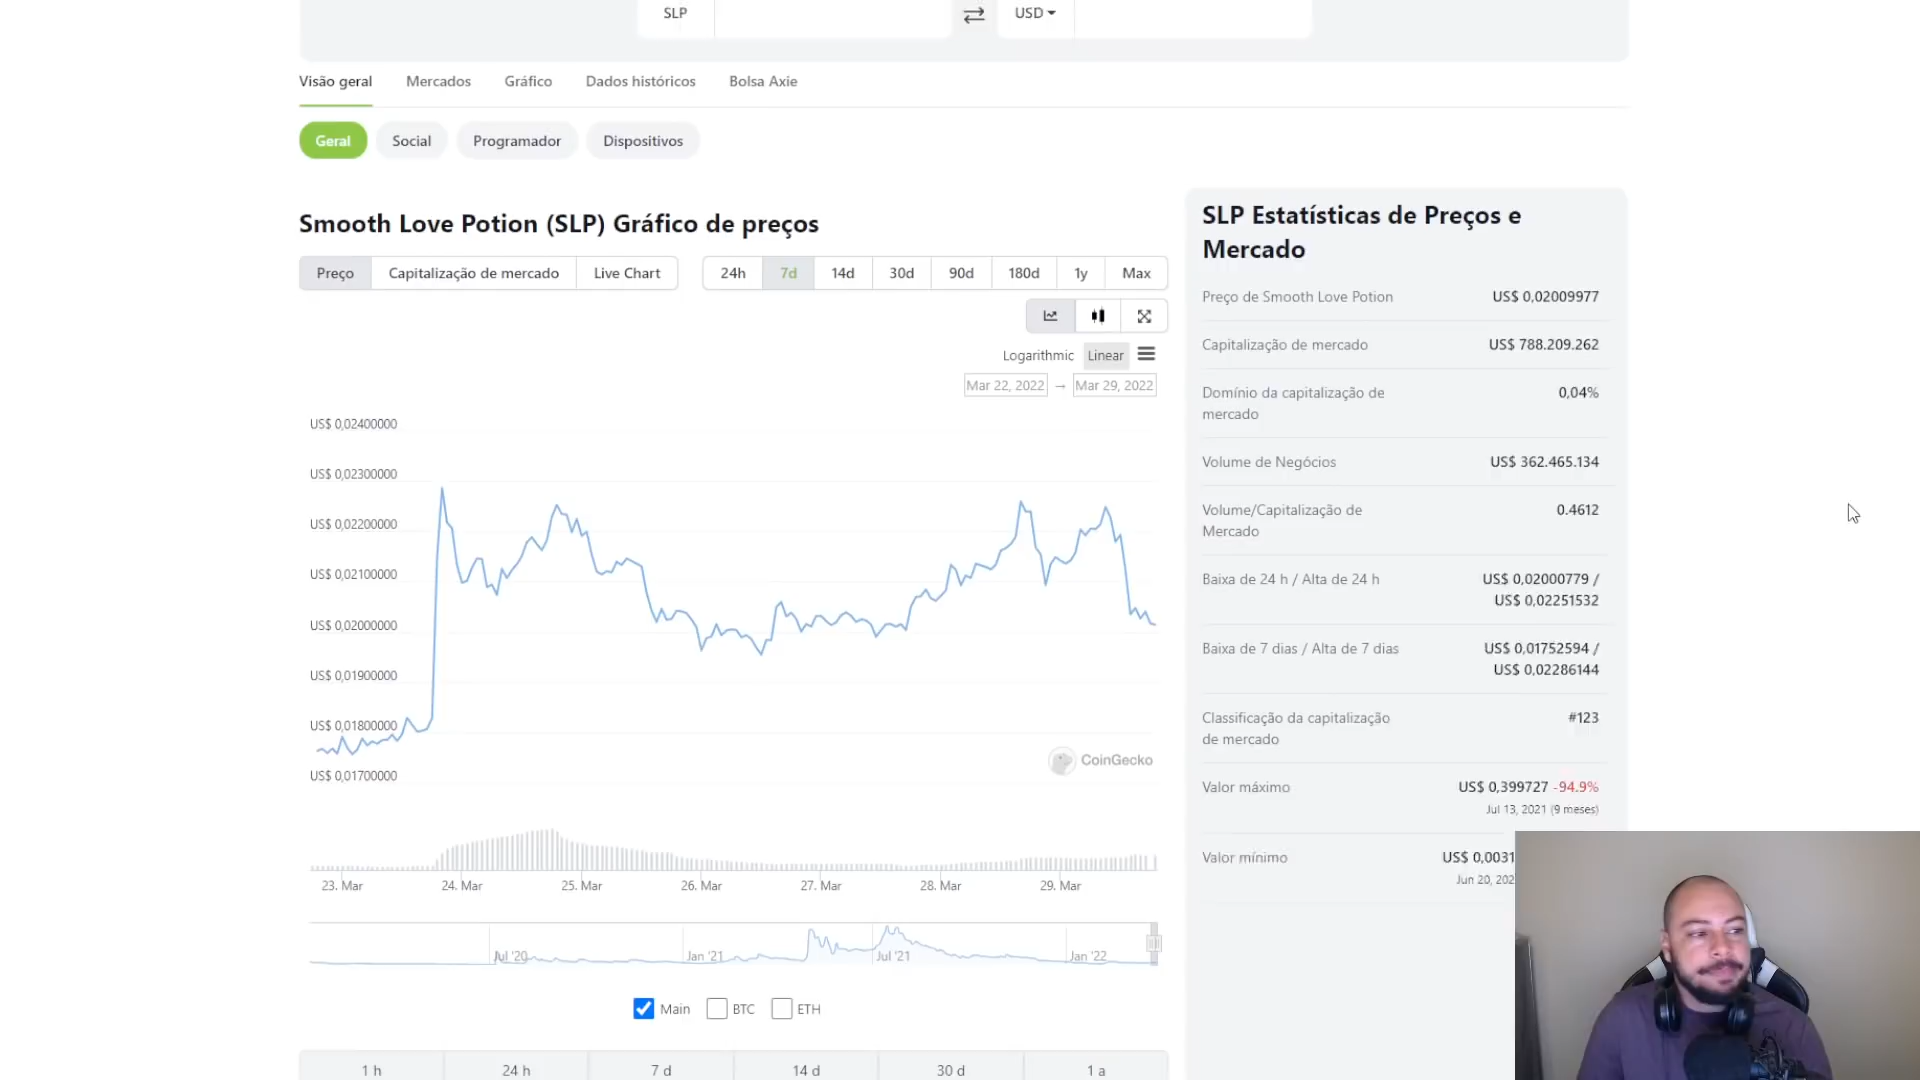 SLP
USD
Visão geral
Mercados
Gráfico
Dados históricos
Bolsa Axie
Geral
Social
Programador
Dispositivos
Smooth Love Potion (SLP) Gráfico de preços
Preço
Capitalização de mercado
Live Chart
24h
7d
14d
30d
90d
180d
1y
Max
Logarithmic
Linear
Mar 22, 2022 → Mar 29, 2022
US$ 0,02400000
US$ 0,02300000
US$ 0,02200000
US$ 0,02100000
US$ 0,02000000
US$ 0,01900000
US$ 0,01800000
US$ 0,01700000
CoinGecko
23. Mar
24. Mar
25. Mar
26. Mar
27. Mar
28. Mar
29. Mar
Jul '20
Jan '21
Jul '21
Jan '22
Main
BTC
ETH
1 h
24 h
7 d
14 d
30 d
1 a
SLP Estatísticas de Preços e
Mercado
Preço de Smooth Love Potion
US$ 0,02009977
Capitalização de mercado
US$ 788.209.262
Domínio da capitalização de
mercado
0,04%
Volume de Negócios
US$ 362.465.134
Volume/Capitalização de
Mercado
0.4612
Baixa de 24 h / Alta de 24 h
US$ 0,02000779 /
US$ 0,02251532
Baixa de 7 dias / Alta de 7 dias
US$ 0,01752594 /
US$ 0,02286144
Classificação da capitalização
de mercado
#123
Valor máximo
US$ 0,399727 -94.9%
Jul 13, 2021 (9 meses)
Valor mínimo
US$ 0,0031
Jun 20, 202